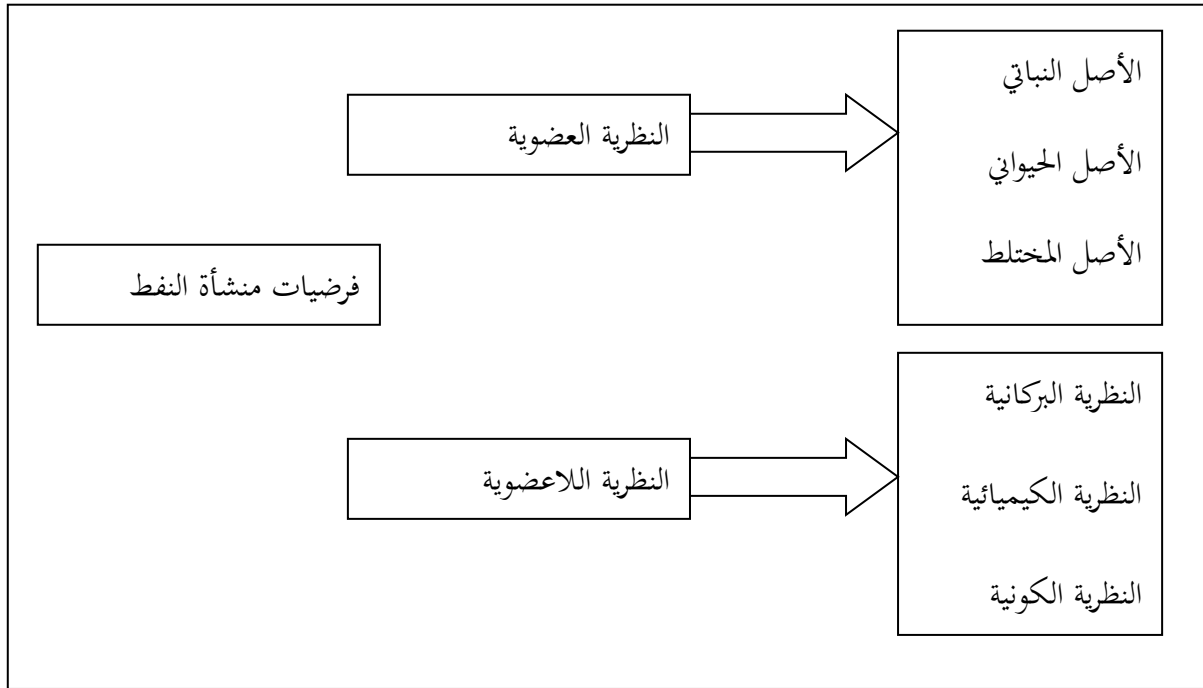 فرضيات منشأة النفط
النظرية العضوية
الأصل النباتي
الأصل الحيواني
الأصل المختلط
النظرية اللاعضوية
النظرية البركانية
النظرية الكيميائية
النظرية الكونية